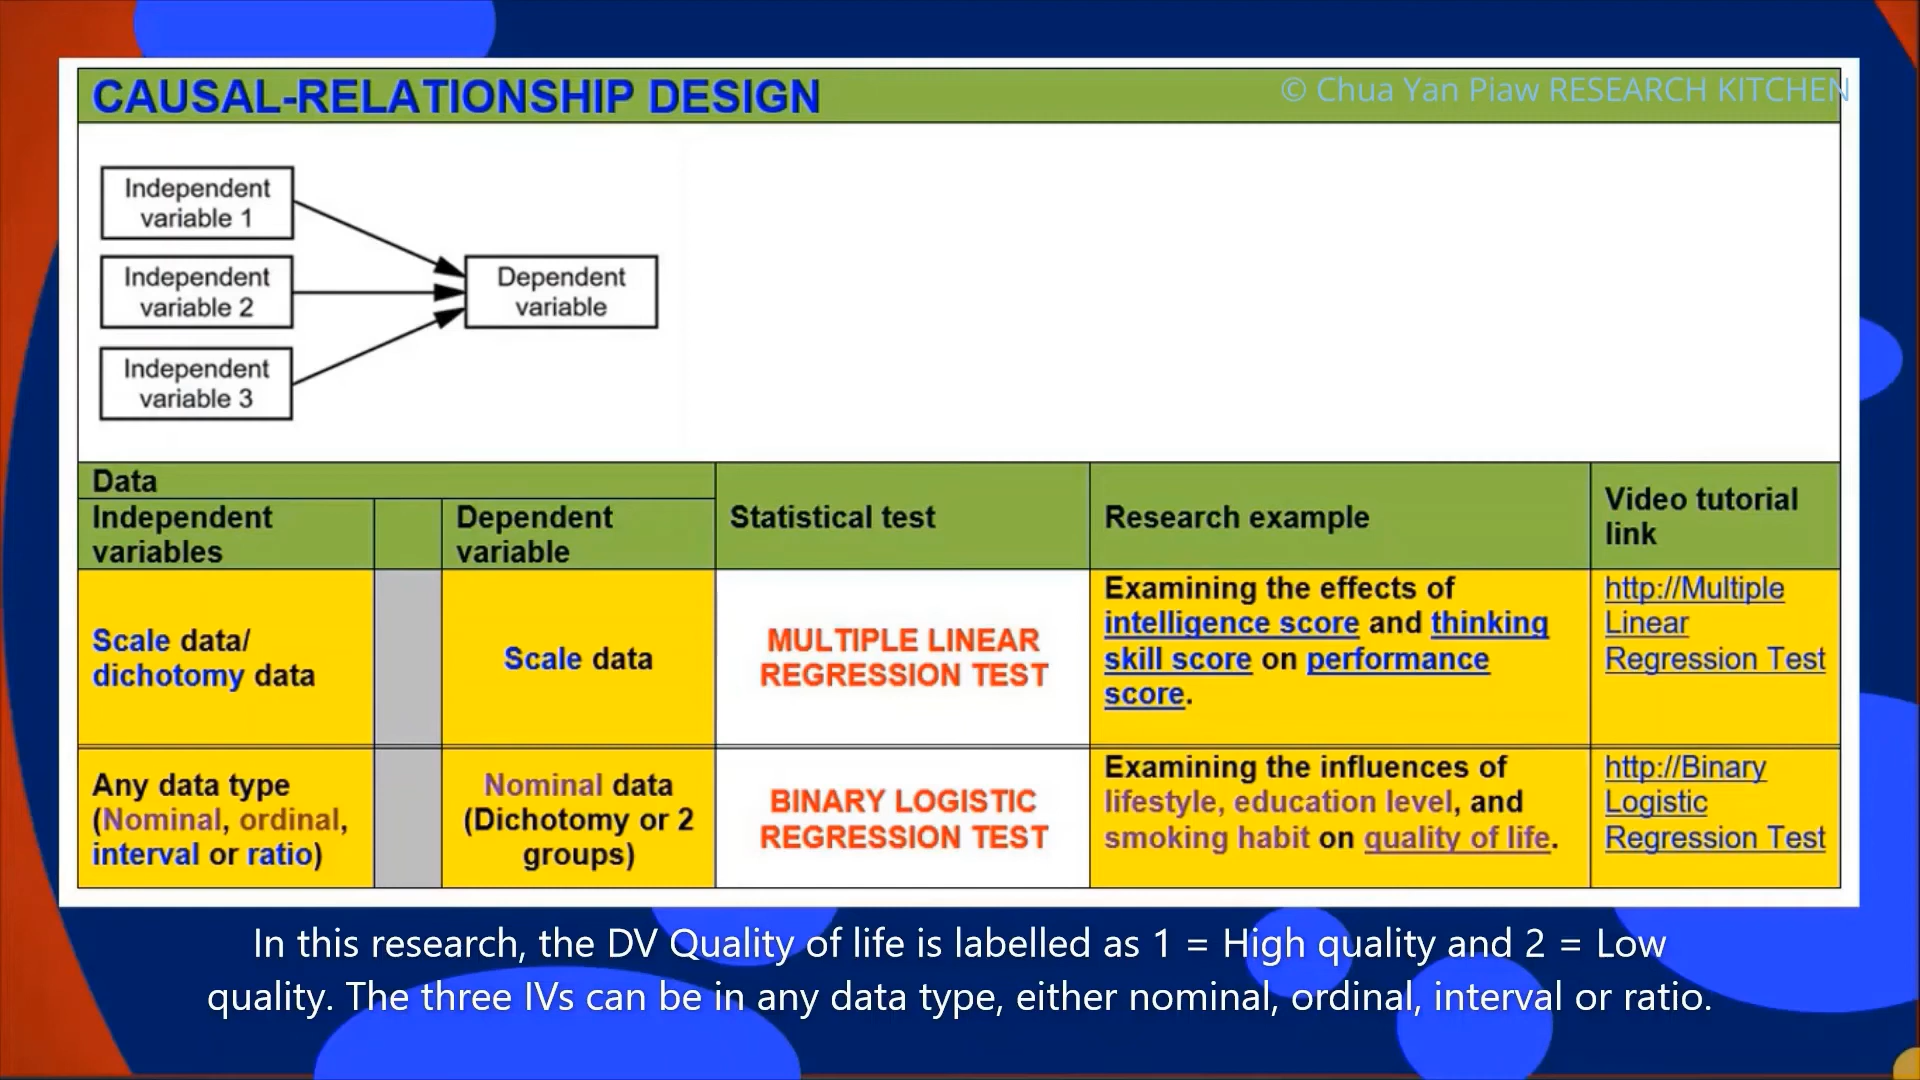 CAUSAL-RELATIONSHIP DESIGN
© Chua Yan Piaw RESEARCH KITCHEN
Independent
variable 1
Independent
variable 2
Independent
variable 3
Dependent
variable
Data
Independent
variables
Dependent
variable
Statistical test
Research example
Video tutorial
link
Scale data/
dichotomy data
Scale data
MULTIPLE LINEAR
REGRESSION TEST
Examining the effects of
intelligence score and thinking
skill score on performance
score.
http://Multiple
Linear
Regression Test
Any data type
(Nominal, ordinal,
interval or ratio)
Nominal data
(Dichotomy or 2
groups)
BINARY LOGISTIC
REGRESSION TEST
Examining the influences of
lifestyle, education level, and
smoking habit on quality of life.
http://Binary
Logistic
Regression Test
In this research, the DV Quality of life is labelled as 1 = High quality and 2 = Low
quality. The three IVs can be in any data type, either nominal, ordinal, interval or ratio.